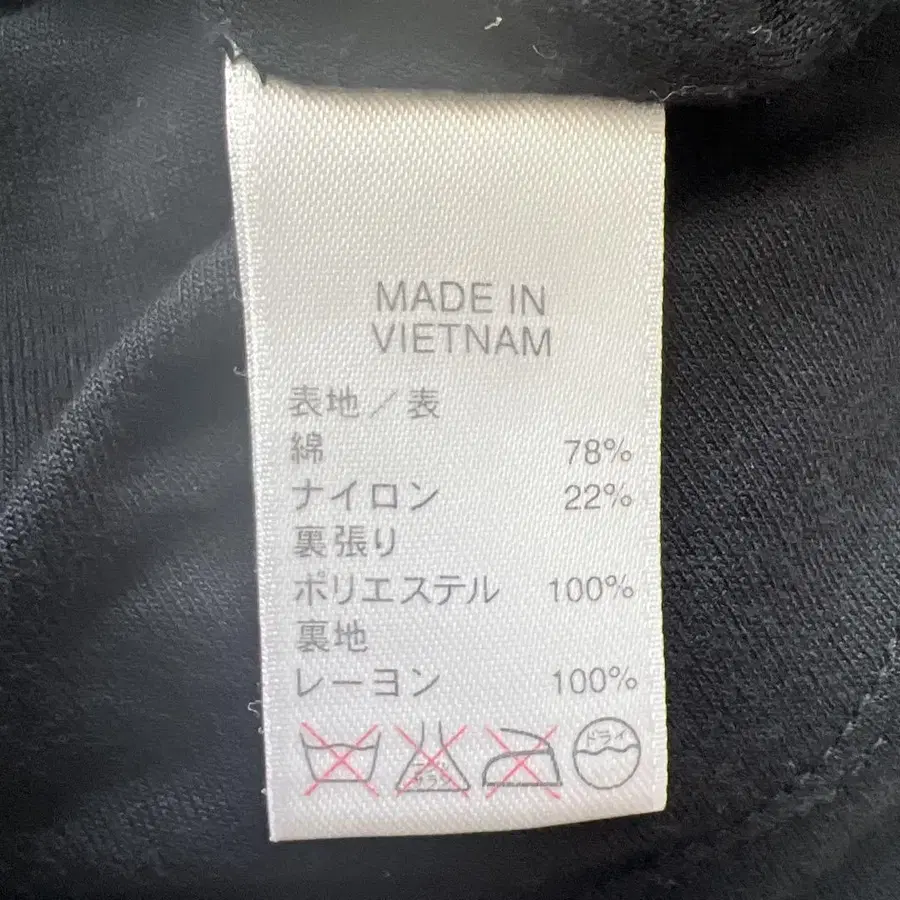 MADE IN
VIETNAM
表地／表
綿 78%
ナイロン 22%
裏張り
ポリエステル 100%
裏地
レーヨン 100%
ドライ